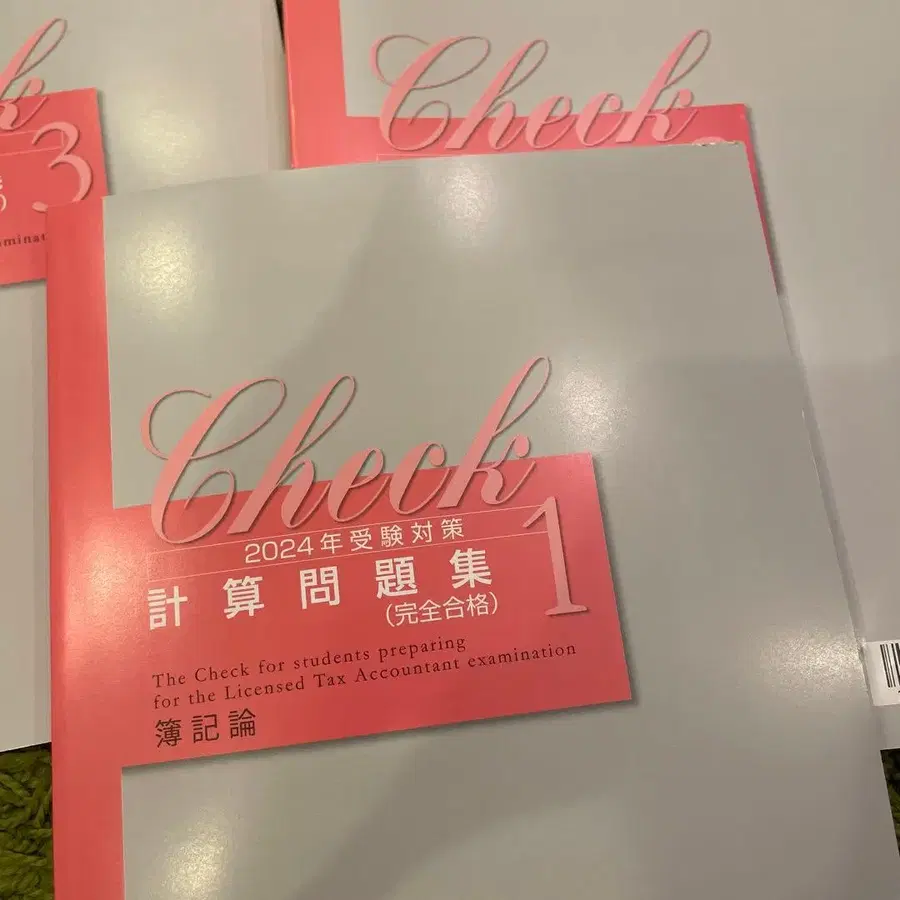 Check
3
Check
Check
2024年受験対策
計算問題集
(完全合格)
1
The Check for students preparing
for the Licensed Tax Accountant examination
簿記論